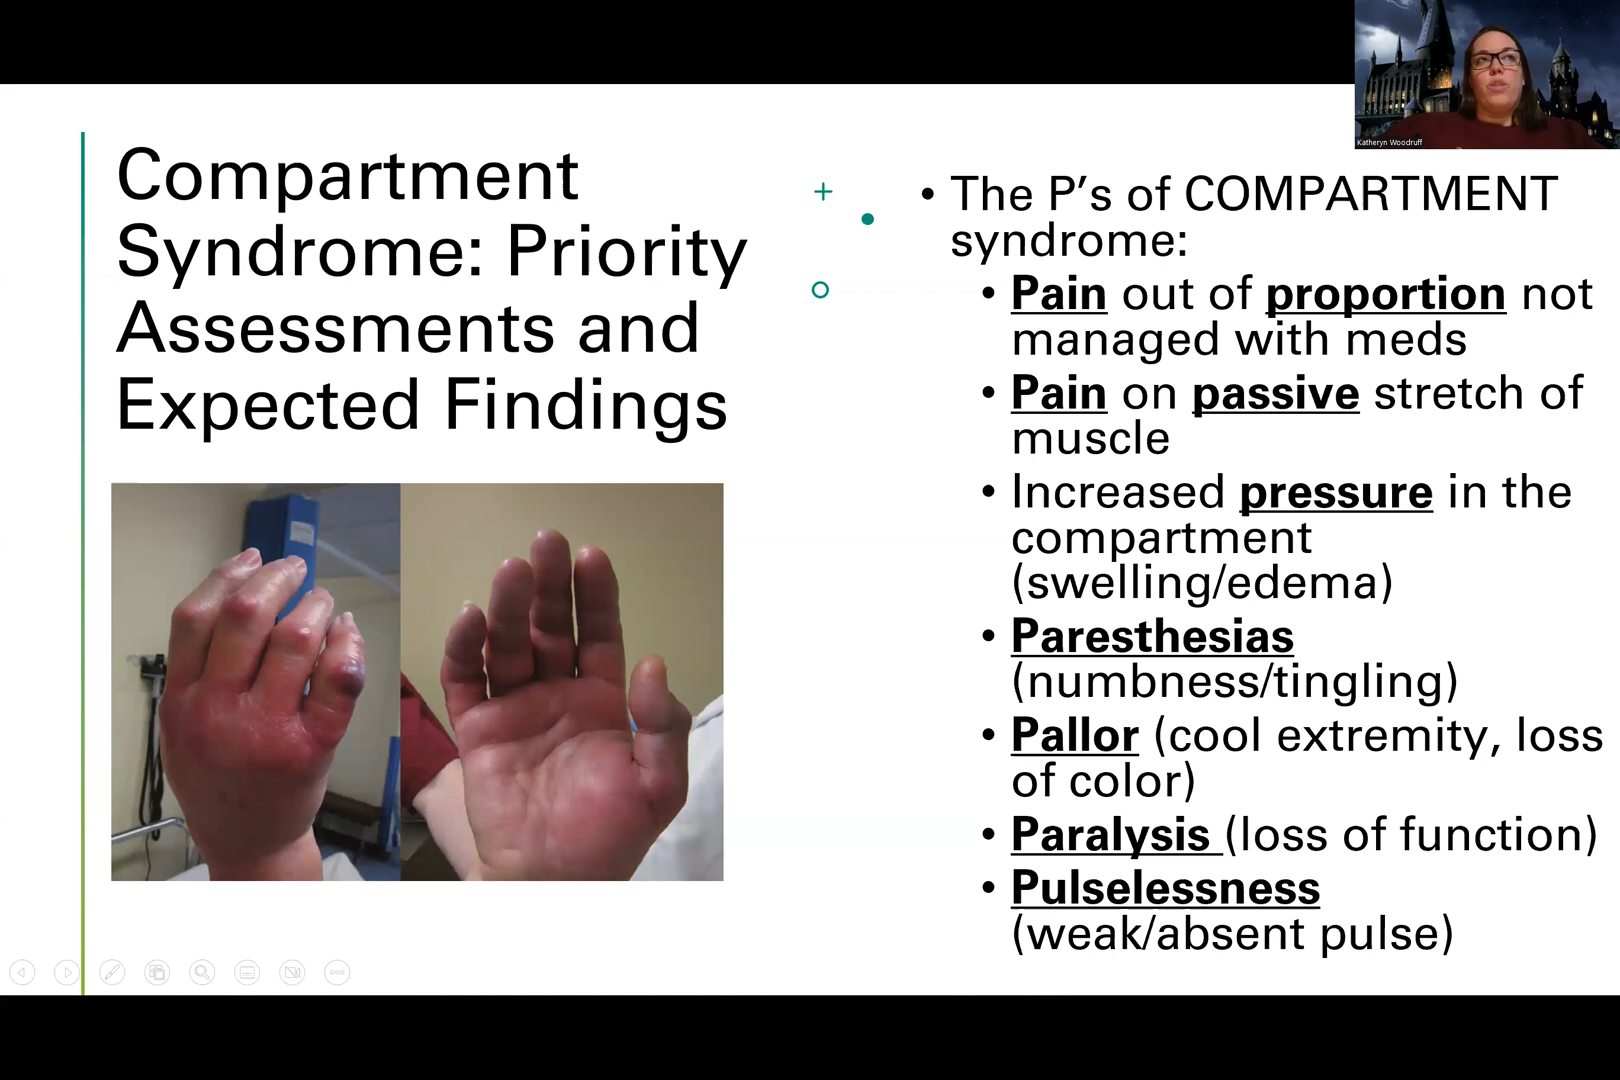 Katheryn Woodruff
Compartment
Syndrome: Priority
Assessments and
Expected Findings
• The P’s of COMPARTMENT
syndrome:
• Pain out of proportion not
managed with meds
• Pain on passive stretch of
muscle
• Increased pressure in the
compartment
(swelling/edema)
• Paresthesias
(numbness/tingling)
• Pallor (cool extremity, loss
of color)
• Paralysis (loss of function)
• Pulselessness
(weak/absent pulse)